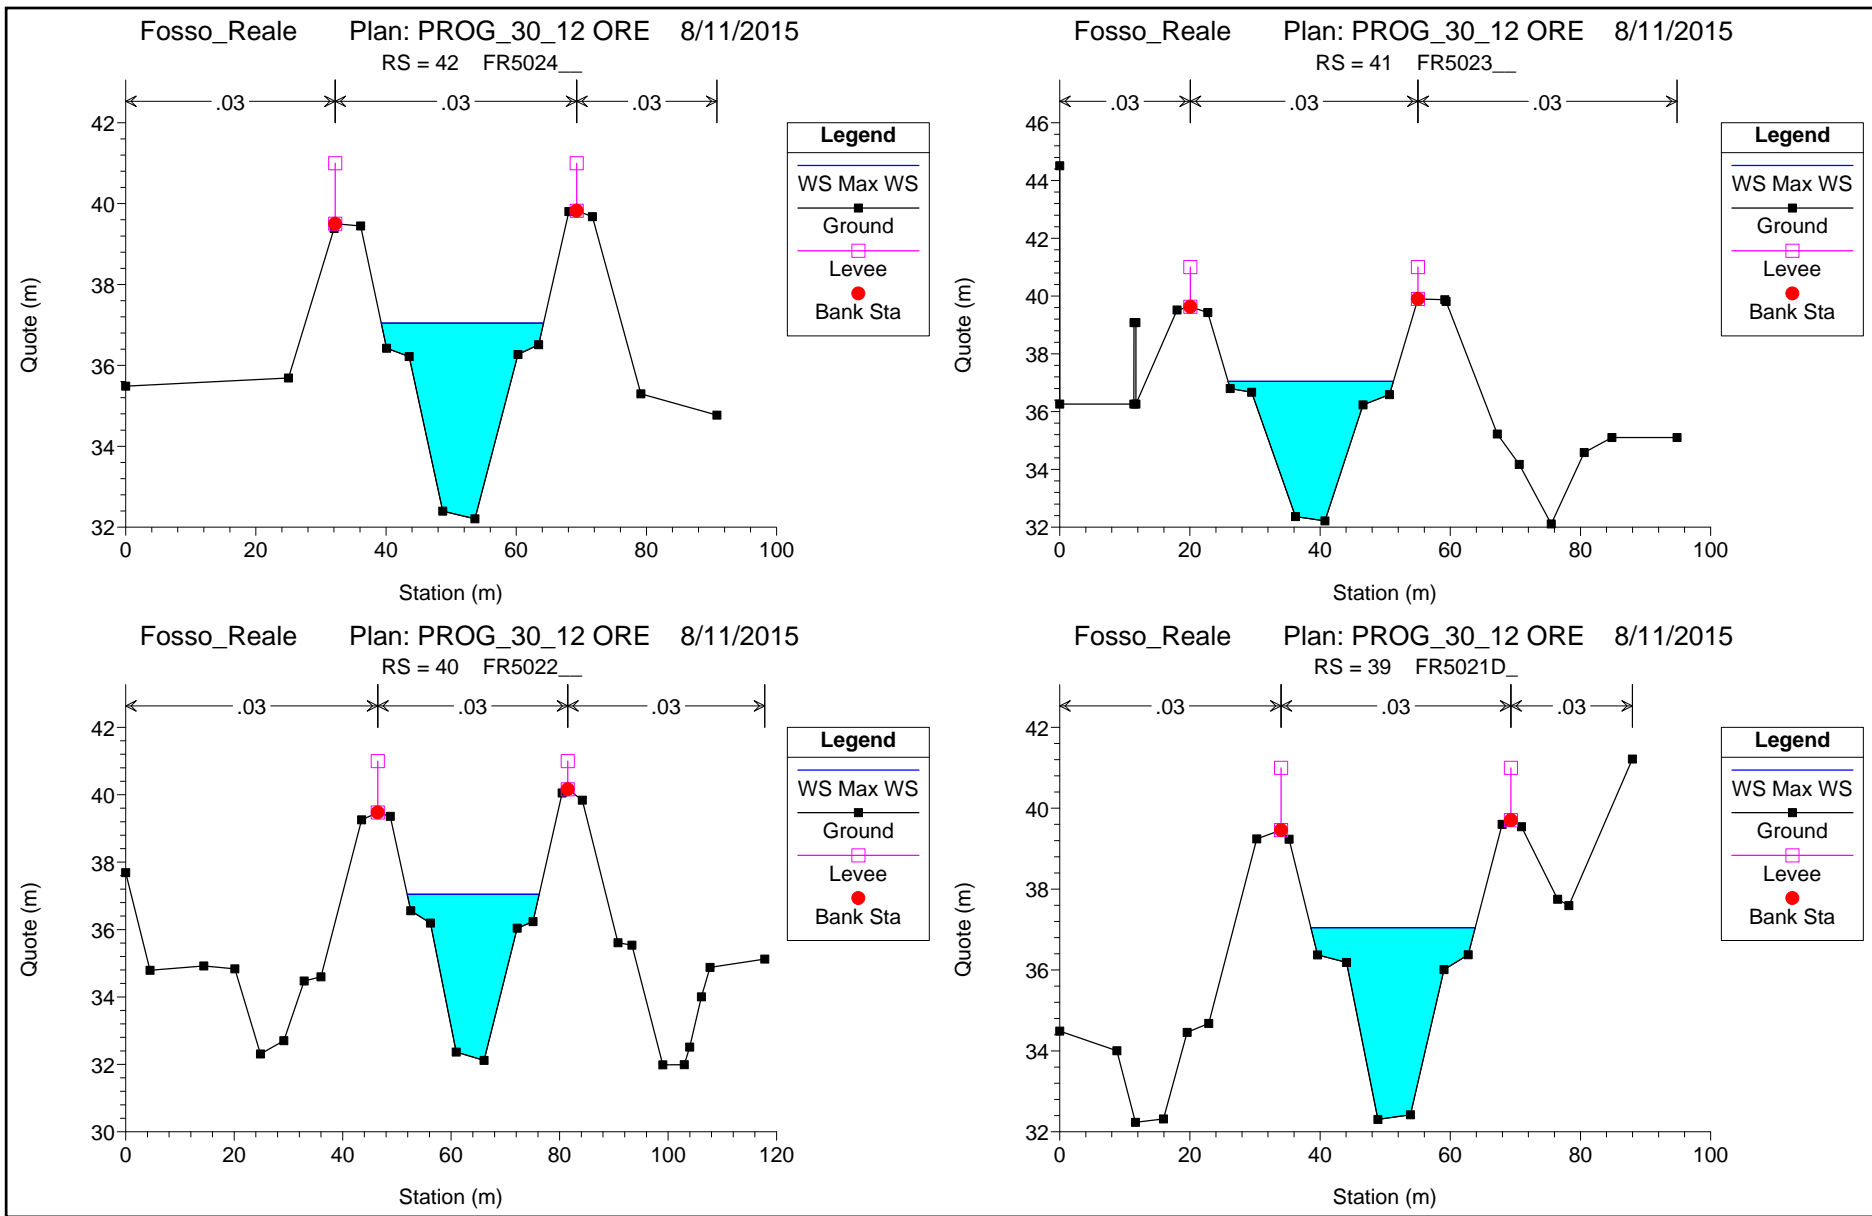 Fosso_Reale Plan: PROG_30_12 ORE 8/11/2015
RS = 42 FR5024__
.03 .03 .03
42
40
38
36
34
32
0 20 40 60 80 100
Station (m)
Quote (m)
Legend
WS Max WS
Ground
Levee
Bank Sta
Fosso_Reale Plan: PROG_30_12 ORE 8/11/2015
RS = 41 FR5023__
.03 .03 .03
46
44
42
40
38
36
34
32
0 20 40 60 80 100
Station (m)
Quote (m)
Legend
WS Max WS
Ground
Levee
Bank Sta
Fosso_Reale Plan: PROG_30_12 ORE 8/11/2015
RS = 40 FR5022__
.03 .03 .03
42
40
38
36
34
32
30
0 20 40 60 80 100 120
Station (m)
Quote (m)
Legend
WS Max WS
Ground
Levee
Bank Sta
Fosso_Reale Plan: PROG_30_12 ORE 8/11/2015
RS = 39 FR5021D_
.03 .03 .03
42
40
38
36
34
32
0 20 40 60 80 100
Station (m)
Quote (m)
Legend
WS Max WS
Ground
Levee
Bank Sta